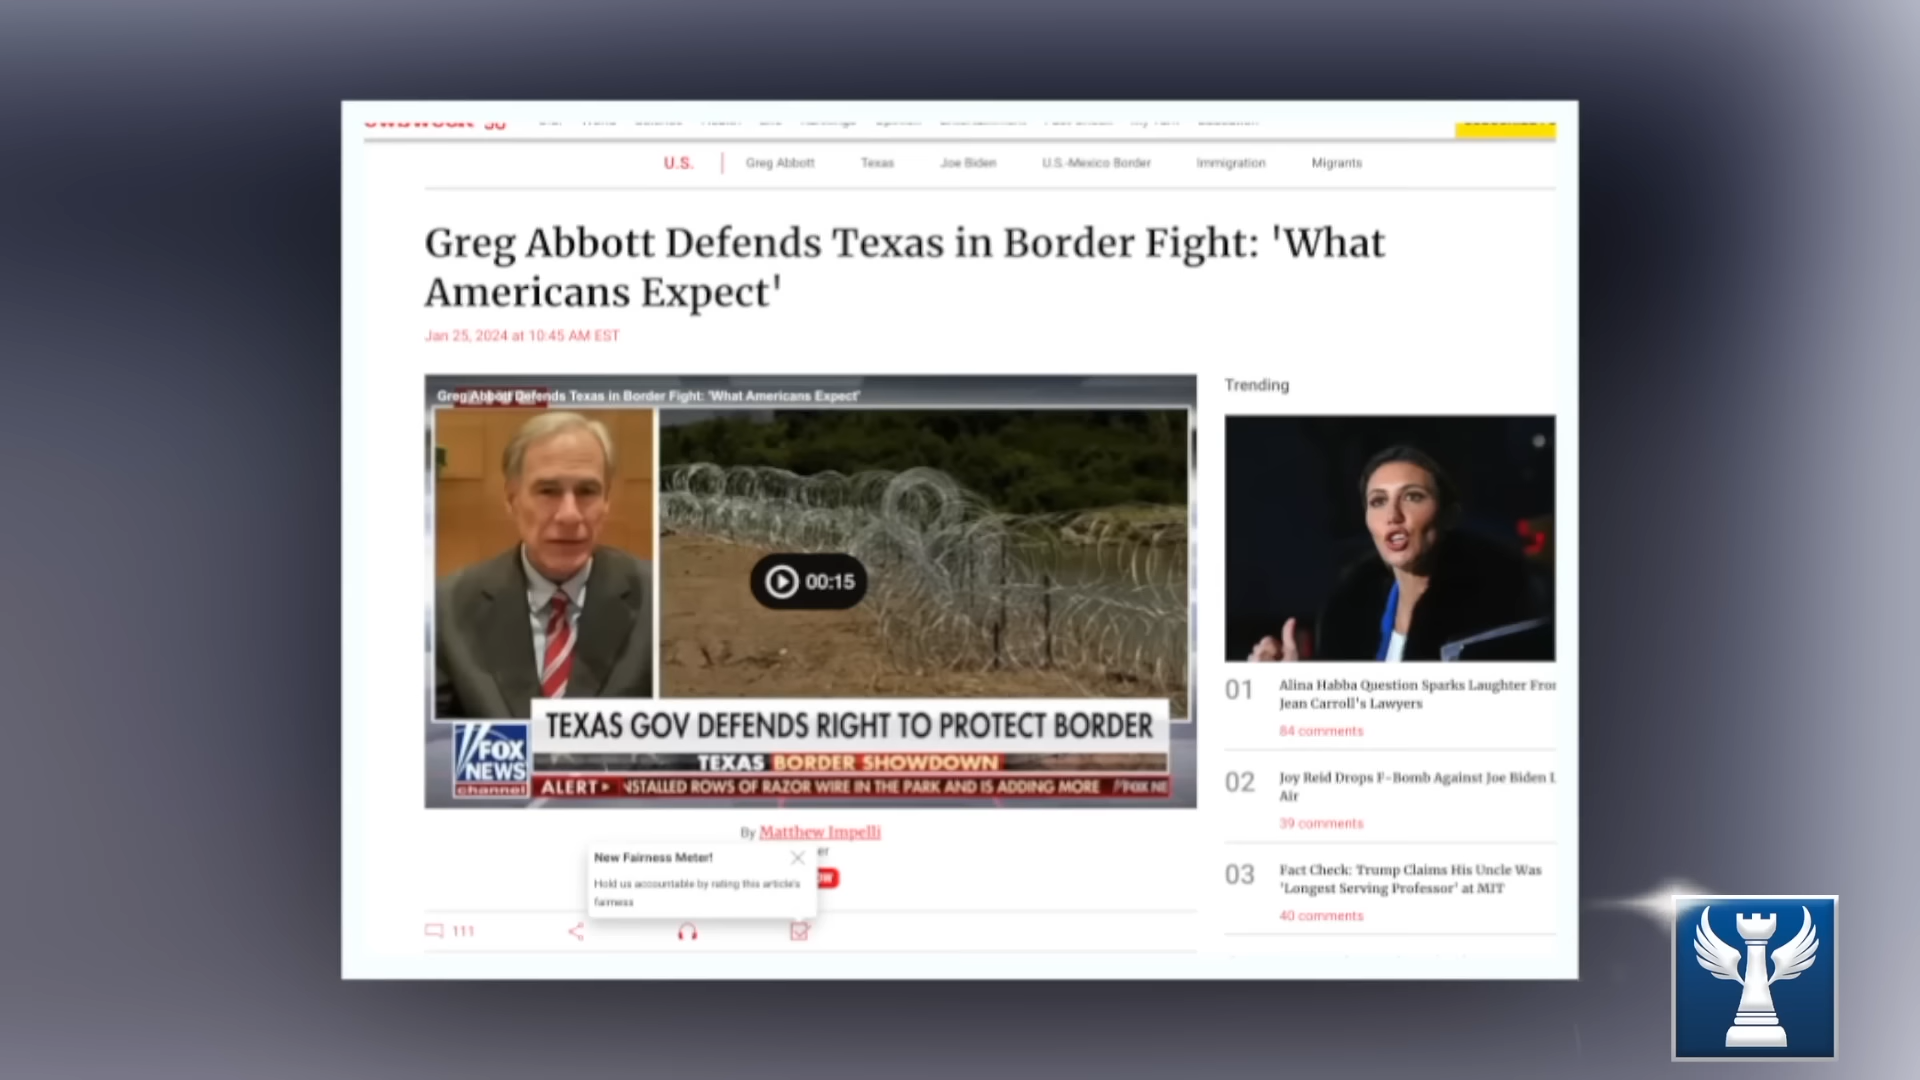 U.S.
Greg Abbott
Texas
Joe Biden
U.S.-Mexico Border
Immigration
Migrants
Greg Abbott Defends Texas in Border Fight: 'What
Americans Expect'
Jan 25, 2024 at 10:45 AM EST
Greg Abbott Defends Texas in Border Fight: 'What Americans Expect'
00:15
TEXAS GOV DEFENDS RIGHT TO PROTECT BORDER
TEXAS BORDER SHOWDOWN
FOX
NEWS
channel
ALERT NSTALLED ROWS OF RAZOR WIRE IN THE PARK AND IS ADDING MORE FOX NE
By Matthew Impelli
er
New Fairness Meter!
Hold us accountable by rating this article's
fairness
ow
111
Trending
01
Alina Habba Question Sparks Laughter Fro
Jean Carroll's Lawyers
84 comments
02
Joy Reid Drops F-Bomb Against Joe Biden
Air
39 comments
03
Fact Check: Trump Claims His Uncle Was
'Longest Serving Professor' at MIT
40 comments